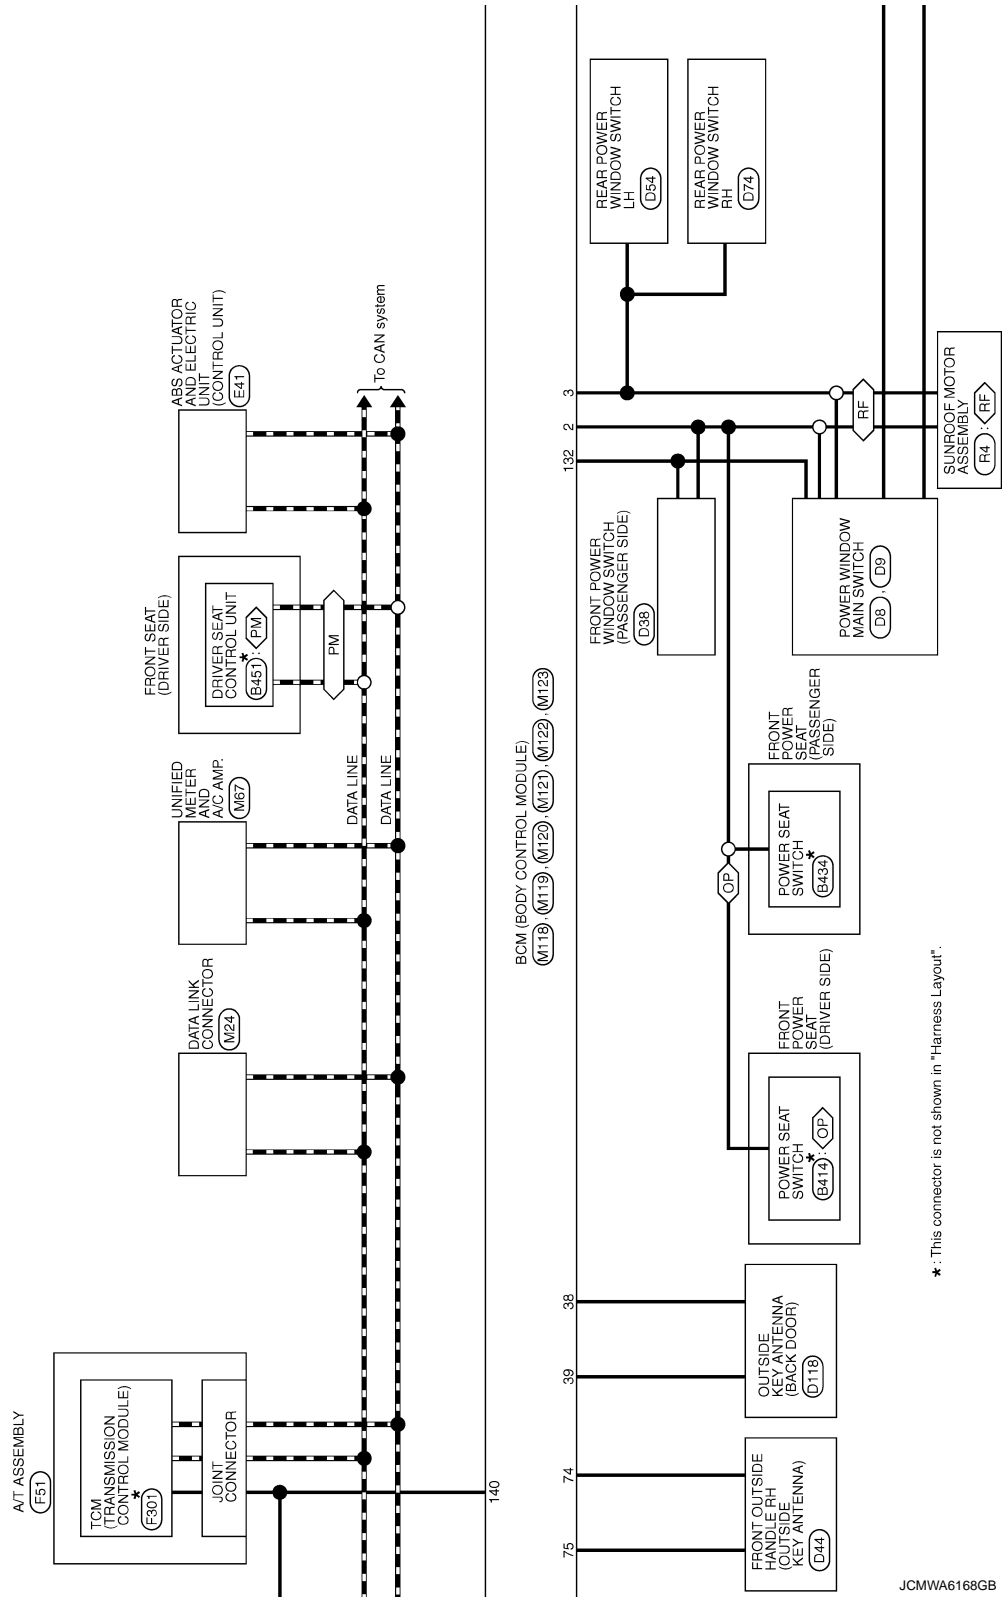 A/T ASSEMBLY
F51
TCM
(TRANSMISSION
CONTROL MODULE)
*
F301
JOINT
CONNECTOR
DATA LINK
CONNECTOR
M24
UNIFIED
METER
AND
A/C AMP.
M67
FRONT SEAT
(DRIVER SIDE)
DRIVER SEAT
CONTROL UNIT
*
B451 : PM
PM
ABS ACTUATOR
AND ELECTRIC
UNIT
(CONTROL UNIT)
E41
DATA LINE
DATA LINE
To CAN system
140
BCM (BODY CONTROL MODULE)
M118 , M119 , M120 , M121 , M122 , M123
75
74
39
38
132
2
3
FRONT OUTSIDE
HANDLE RH
(OUTSIDE
KEY ANTENNA)
D44
OUTSIDE
KEY ANTENNA
(BACK DOOR)
D118
FRONT
POWER
SEAT
(DRIVER SIDE)
POWER SEAT
SWITCH
*
B414 : OP
OP
FRONT
POWER
SEAT
(PASSENGER
SIDE)
POWER SEAT
SWITCH
*
B434
FRONT POWER
WINDOW SWITCH
(PASSENGER SIDE)
D38
POWER WINDOW
MAIN SWITCH
D8 , D9
REAR POWER
WINDOW SWITCH
LH
D54
REAR POWER
WINDOW SWITCH
RH
D74
RF
SUNROOF MOTOR
ASSEMBLY
R4 : RF
* : This connector is not shown in "Harness Layout".
JCMWA6168GB